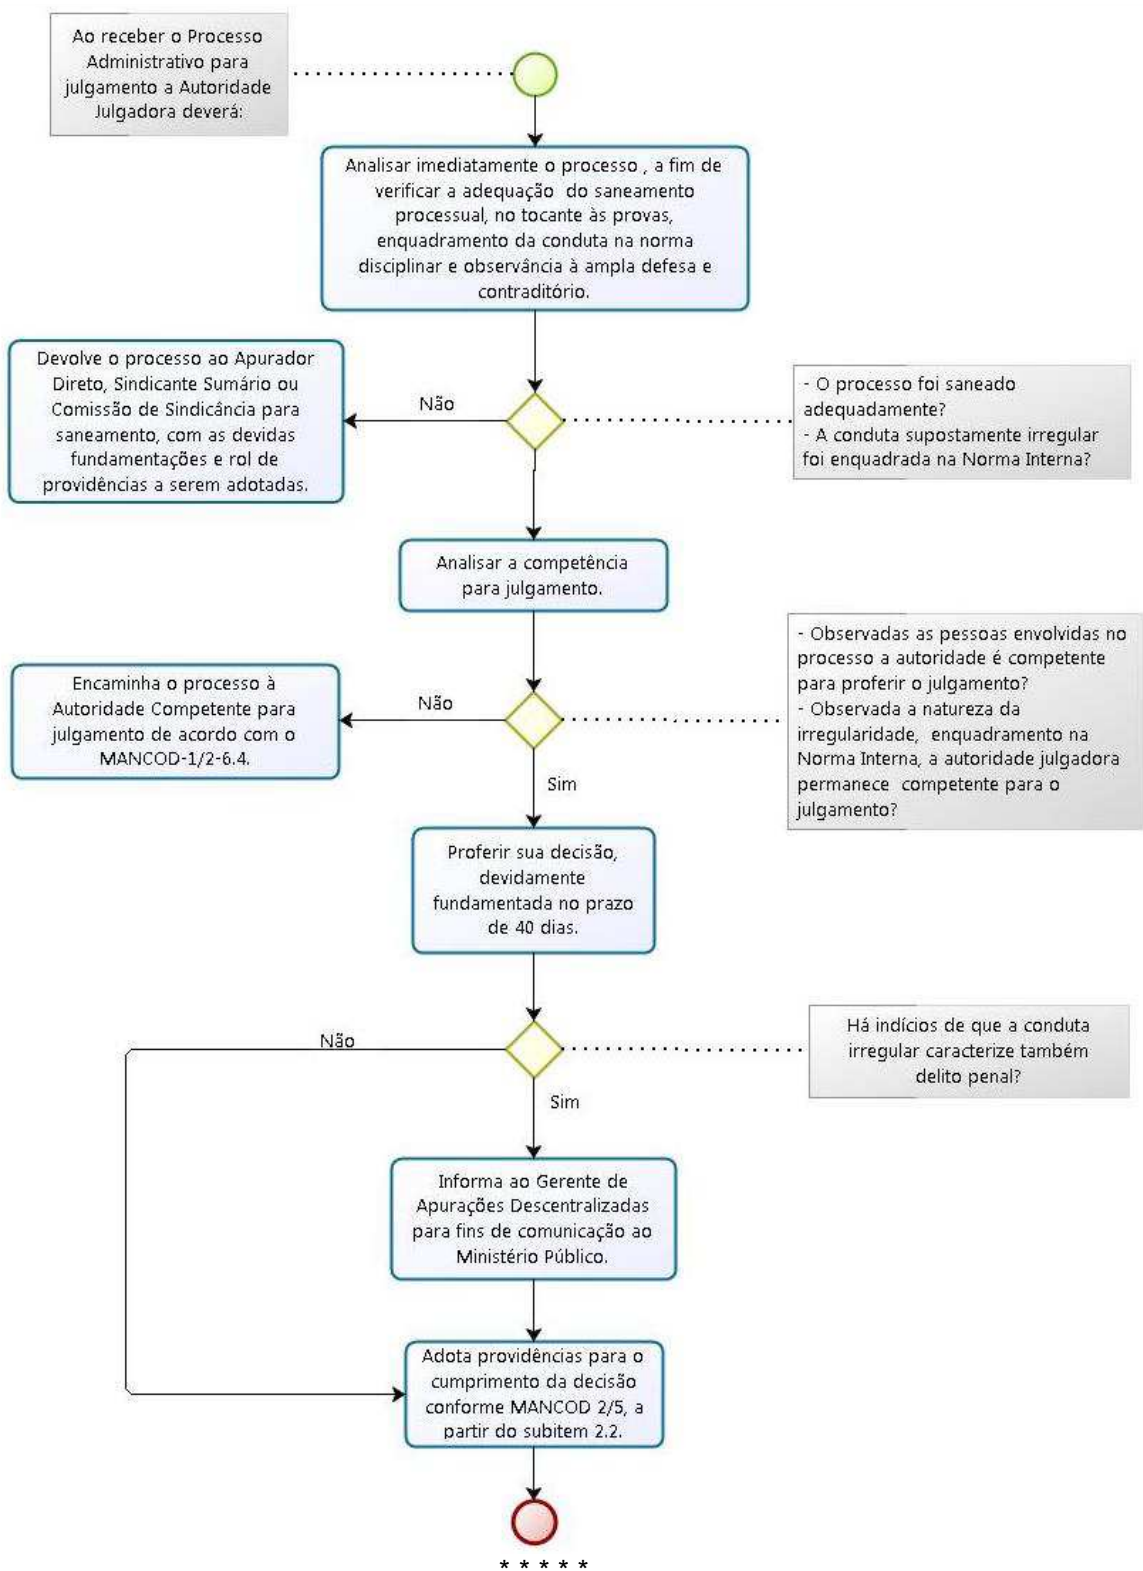 Ao receber o Processo
Administrativo para
julgamento a Autoridade
Julgadora deverá:
Analisar imediatamente o processo , a fim de
verificar a adequação do saneamento
processual, no tocante às provas,
enquadramento da conduta na norma
disciplinar e observância à ampla defesa e
contraditório.
Devolve o processo ao Apurador
Direto, Sindicante Sumário ou
Comissão de Sindicância para
saneamento, com as devidas
fundamentações e rol de
providências a serem adotadas.
Não
- O processo foi saneado
adequadamente?
- A conduta supostamente irregular
foi enquadrada na Norma Interna?
Analisar a competência
para julgamento.
Encaminha o processo à
Autoridade Competente para
julgamento de acordo com o
MANCOD-1/2-6.4.
Não
- Observadas as pessoas envolvidas no
processo a autoridade é competente
para proferir o julgamento?
- Observada a natureza da
irregularidade, enquadramento na
Norma Interna, a autoridade julgadora
permanece competente para o
julgamento?
Sim
Proferir sua decisão,
devidamente
fundamentada no prazo
de 40 dias.
Não
Há indícios de que a conduta
irregular caracterize também
delito penal?
Sim
Informa ao Gerente de
Apurações Descentralizadas
para fins de comunicação ao
Ministério Público.
Adota providências para o
cumprimento da decisão
conforme MANCOD 2/5, a
partir do subitem 2.2.
* * * * *